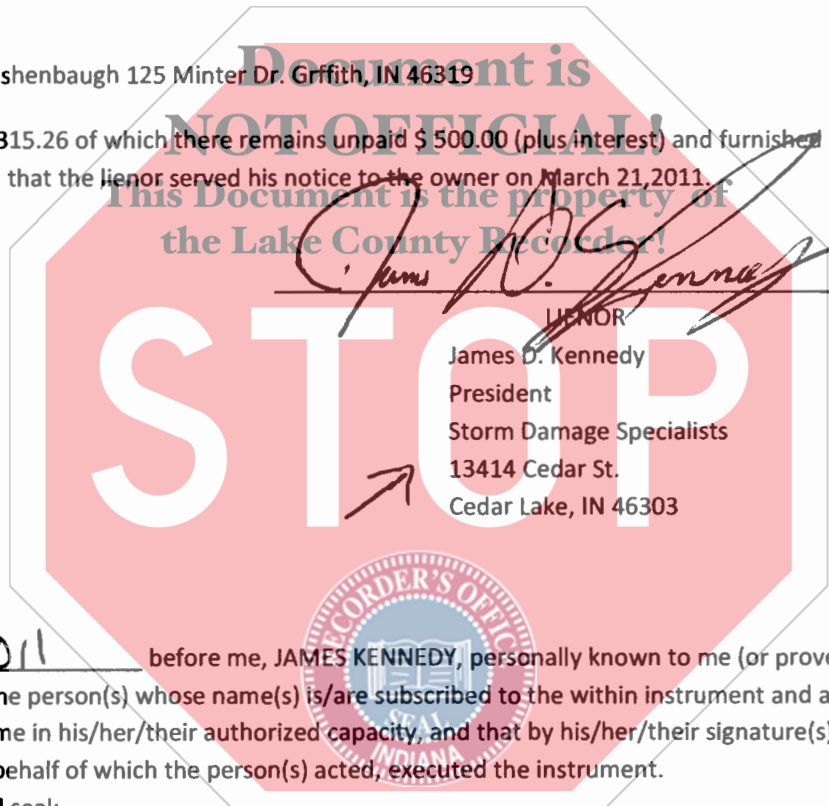 Document is
shenbaugh 125 Minter Dr. Grffith, IN 46319
NOT OFFICIAL!
315.26 of which there remains unpaid $ 500.00 (plus interest) and furnished
that the lienor served his notice to the owner on March 21,2011.
This Document is the property of
the Lake County Recorder!
James D. Kennedy
LIENOR
James D. Kennedy
President
Storm Damage Specialists
13414 Cedar St.
Cedar Lake, IN 46303
STOP
RECORDER'S OFFICE
SEAL
INDIANA
011 before me, JAMES KENNEDY, personally known to me (or prove
he person(s) whose name(s) is/are subscribed to the within instrument and a
me in his/her/their authorized capacity, and that by his/her/their signature(s)
behalf of which the person(s) acted, executed the instrument.